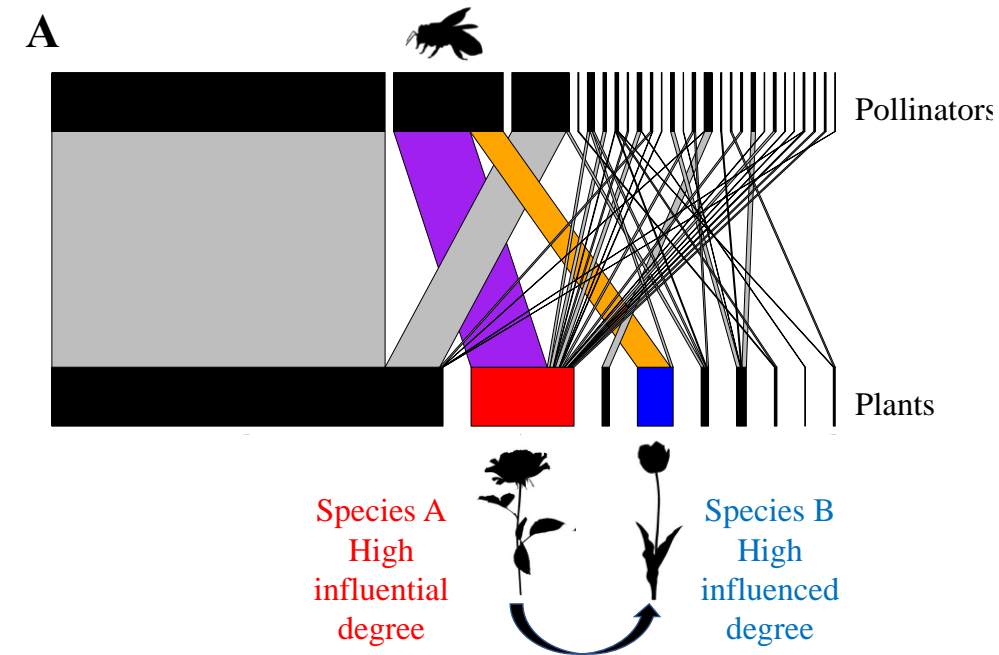 A
Pollinators
Plants
Species A
High
influential
degree
Species B
High
influenced
degree